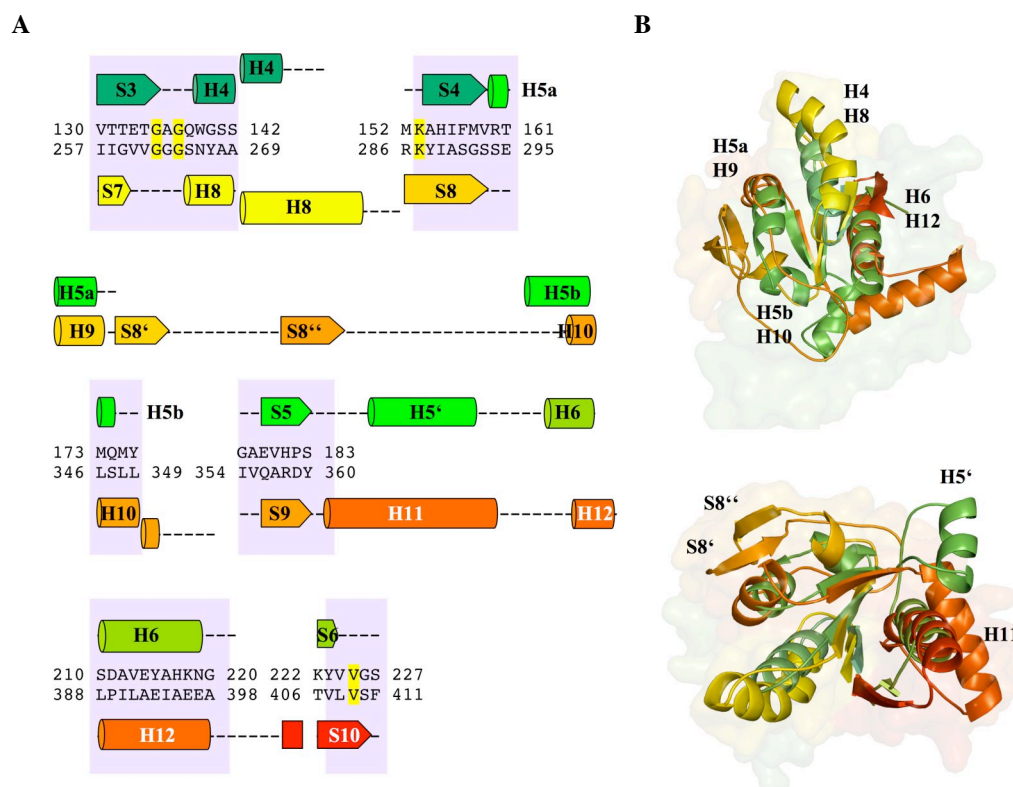 A
B
H4
S3 H4 S4 H5a
130 VTTETGAGQWGSS 142 152 MKAHIFMVRT 161
257 IIGVVGGGSNYAA 269 286 RKYIASGSSE 295
S7 H8 S8
H8
H5a H5b
H9 S8‘ S8‘‘ H10
H5b S5 H5‘ H6
173 MQMY GAEVHPS 183
346 LSLL 349 354 IVQARDY 360
H10 S9 H11 H12
H6 S6
210 SDAVEYAHKNG 220 222 KYVVGS 227
388 LPILAEIAEEA 398 406 TVLVSF 411
H12 S10
H4
H8
H5a
H9
H6
H12
H5b
H10
H5‘
S8‘‘
S8‘
H11